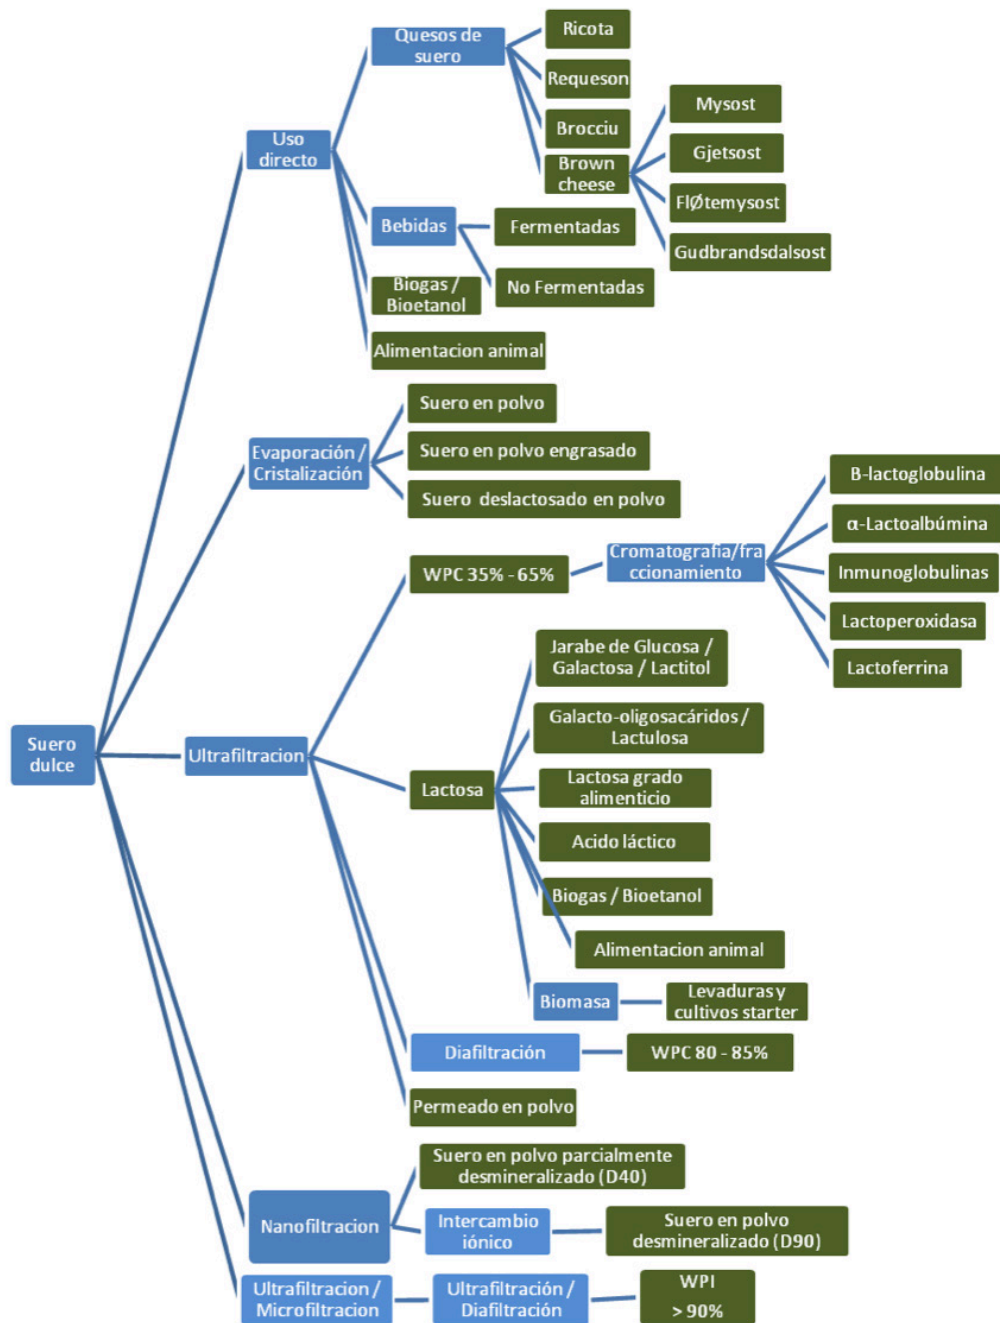 Suero
dulce
Uso
directo
Quesos de
suero
Ricota
Requeson
Brocciu
Brown
cheese
Mysost
Gjetsost
FlØtemysost
Gudbrandsdalsost
Bebidas
Fermentadas
No Fermentadas
Biogas /
Bioetanol
Alimentacion animal
Evaporación /
Cristalización
Suero en polvo
Suero en polvo engrasado
Suero deslactosado en polvo
Ultrafiltracion
WPC 35% - 65%
Cromatografia/fra
ccionamiento
B-lactoglobulina
α-Lactoalbúmina
Inmunoglobulinas
Lactoperoxidasa
Lactoferrina
Lactosa
Jarabe de Glucosa /
Galactosa / Lactitol
Galacto-oligosacáridos /
Lactulosa
Lactosa grado
alimenticio
Acido láctico
Biogas / Bioetanol
Alimentacion animal
Biomasa
Levaduras y
cultivos starter
Diafiltración
WPC 80 - 85%
Permeado en polvo
Nanofiltracion
Suero en polvo parcialmente
desmineralizado (D40)
Intercambio
iónico
Suero en polvo
desmineralizado (D90)
Ultrafiltracion /
Microfiltracion
Ultrafiltración /
Diafiltración
WPI
> 90%